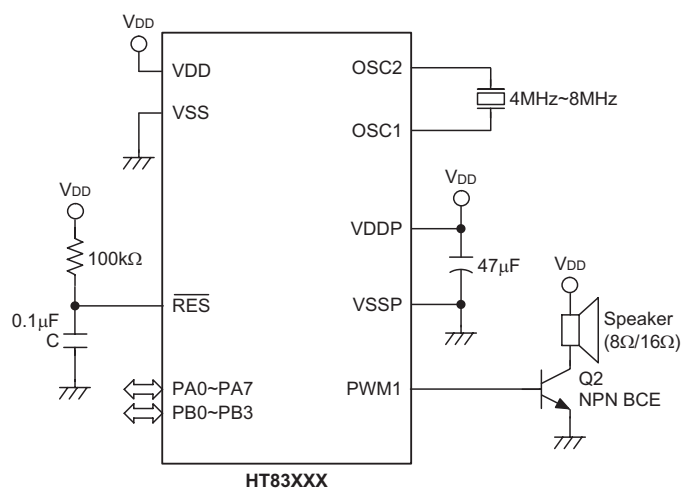 VDD
VDD
OSC2
4MHz~8MHz
VSS
OSC1
VDD
VDD
VDDP
100kΩ
47µF
VDD
RES
VSSP
0.1µF
C
Speaker
(8Ω/16Ω)
PA0~PA7
PWM1
Q2
PB0~PB3
NPN BCE
HT83XXX